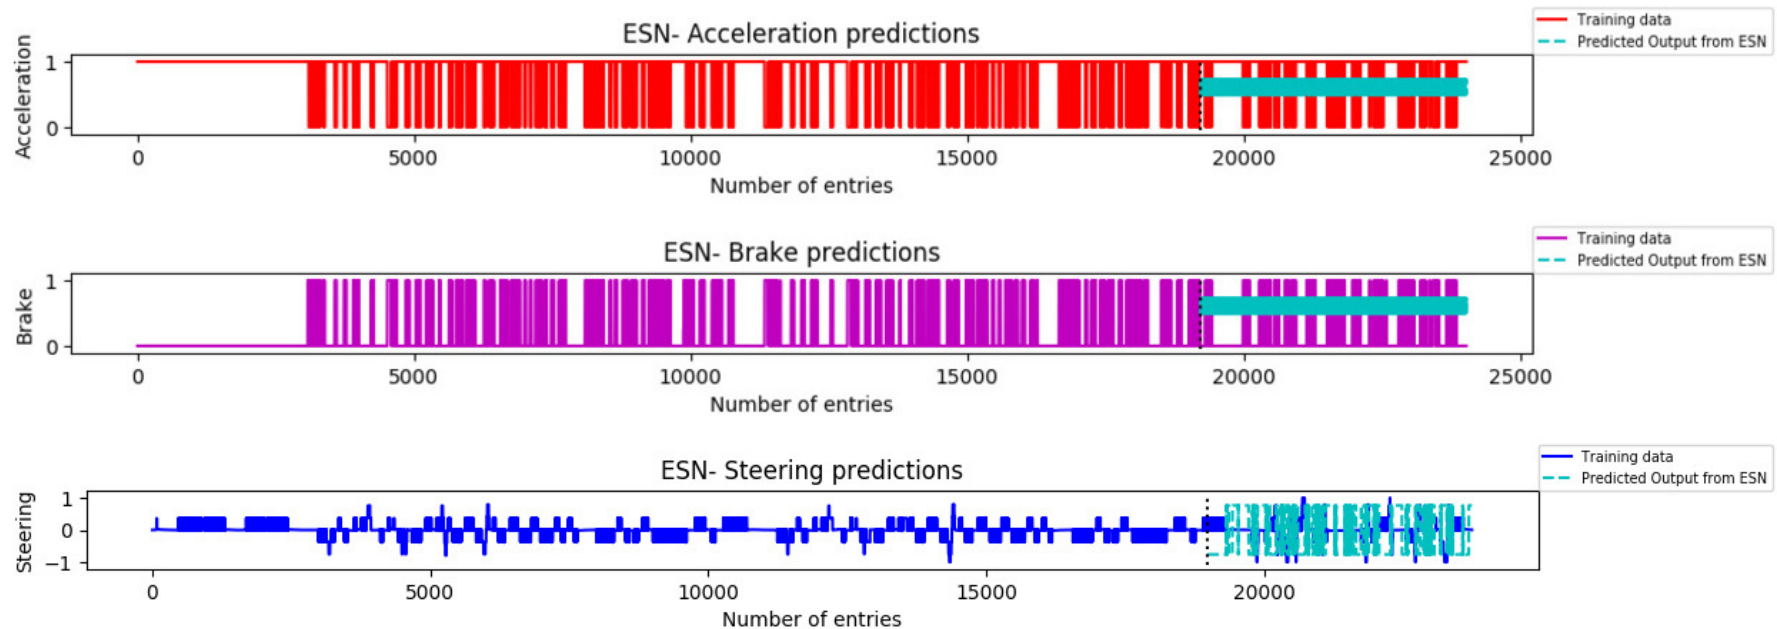 ESN- Acceleration predictions
Training data
Predicted Output from ESN
Acceleration
1
0
0 5000 10000 15000 20000 25000
Number of entries
ESN- Brake predictions
Training data
Predicted Output from ESN
Brake
1
0
0 5000 10000 15000 20000 25000
Number of entries
ESN- Steering predictions
Training data
Predicted Output from ESN
Steering
1
0
−1
0 5000 10000 15000 20000
Number of entries